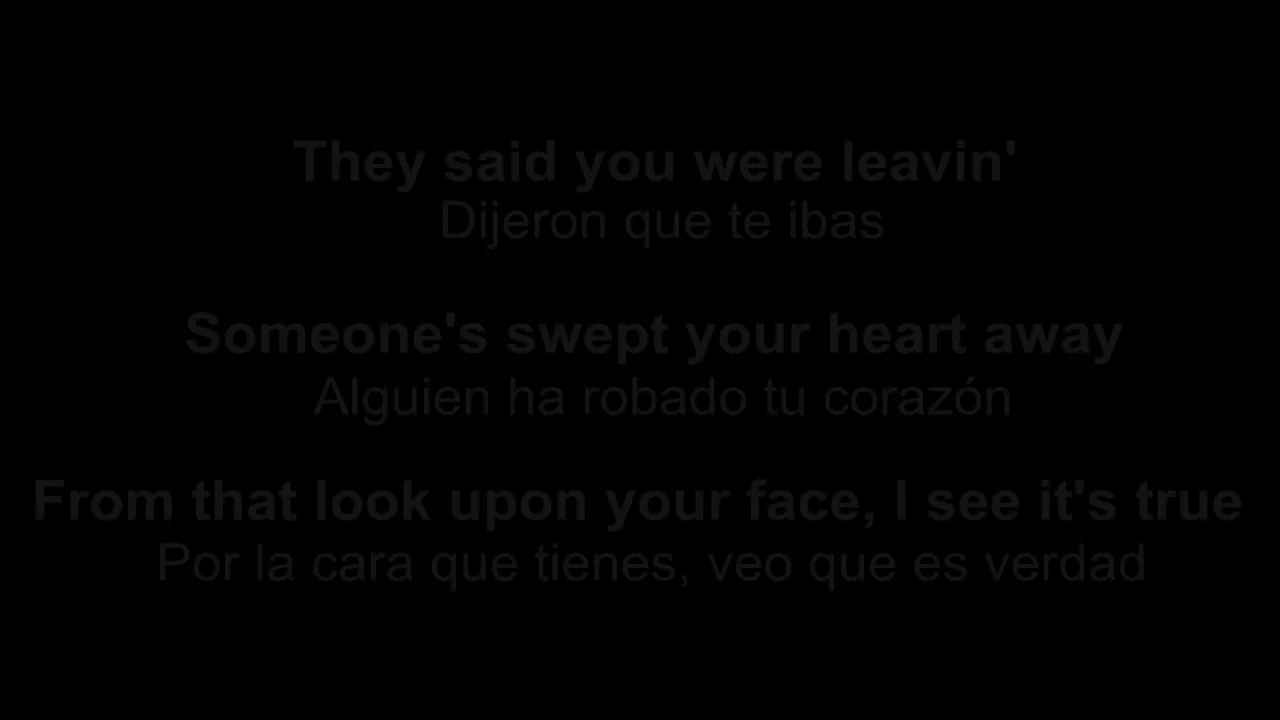 They said you were leavin'
Dijeron que te ibas
Someone's swept your heart away
Alguien ha robado tu corazón
From that look upon your face, I see it's true
Por la cara que tienes, veo que es verdad